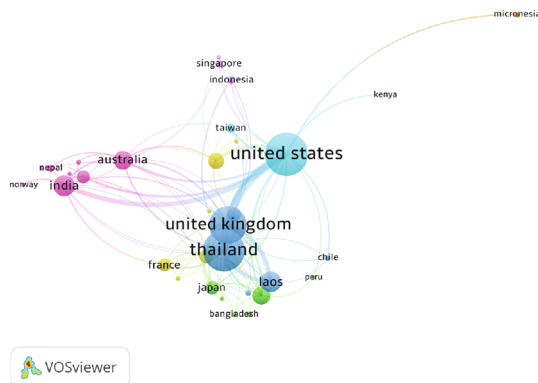 micronesia
singapore
indonesia
kenya
taiwan
united states
australia
nepal
india
norway
united kingdom
thailand
france
chile
laos
peru
japan
bangladesh
VOSviewer